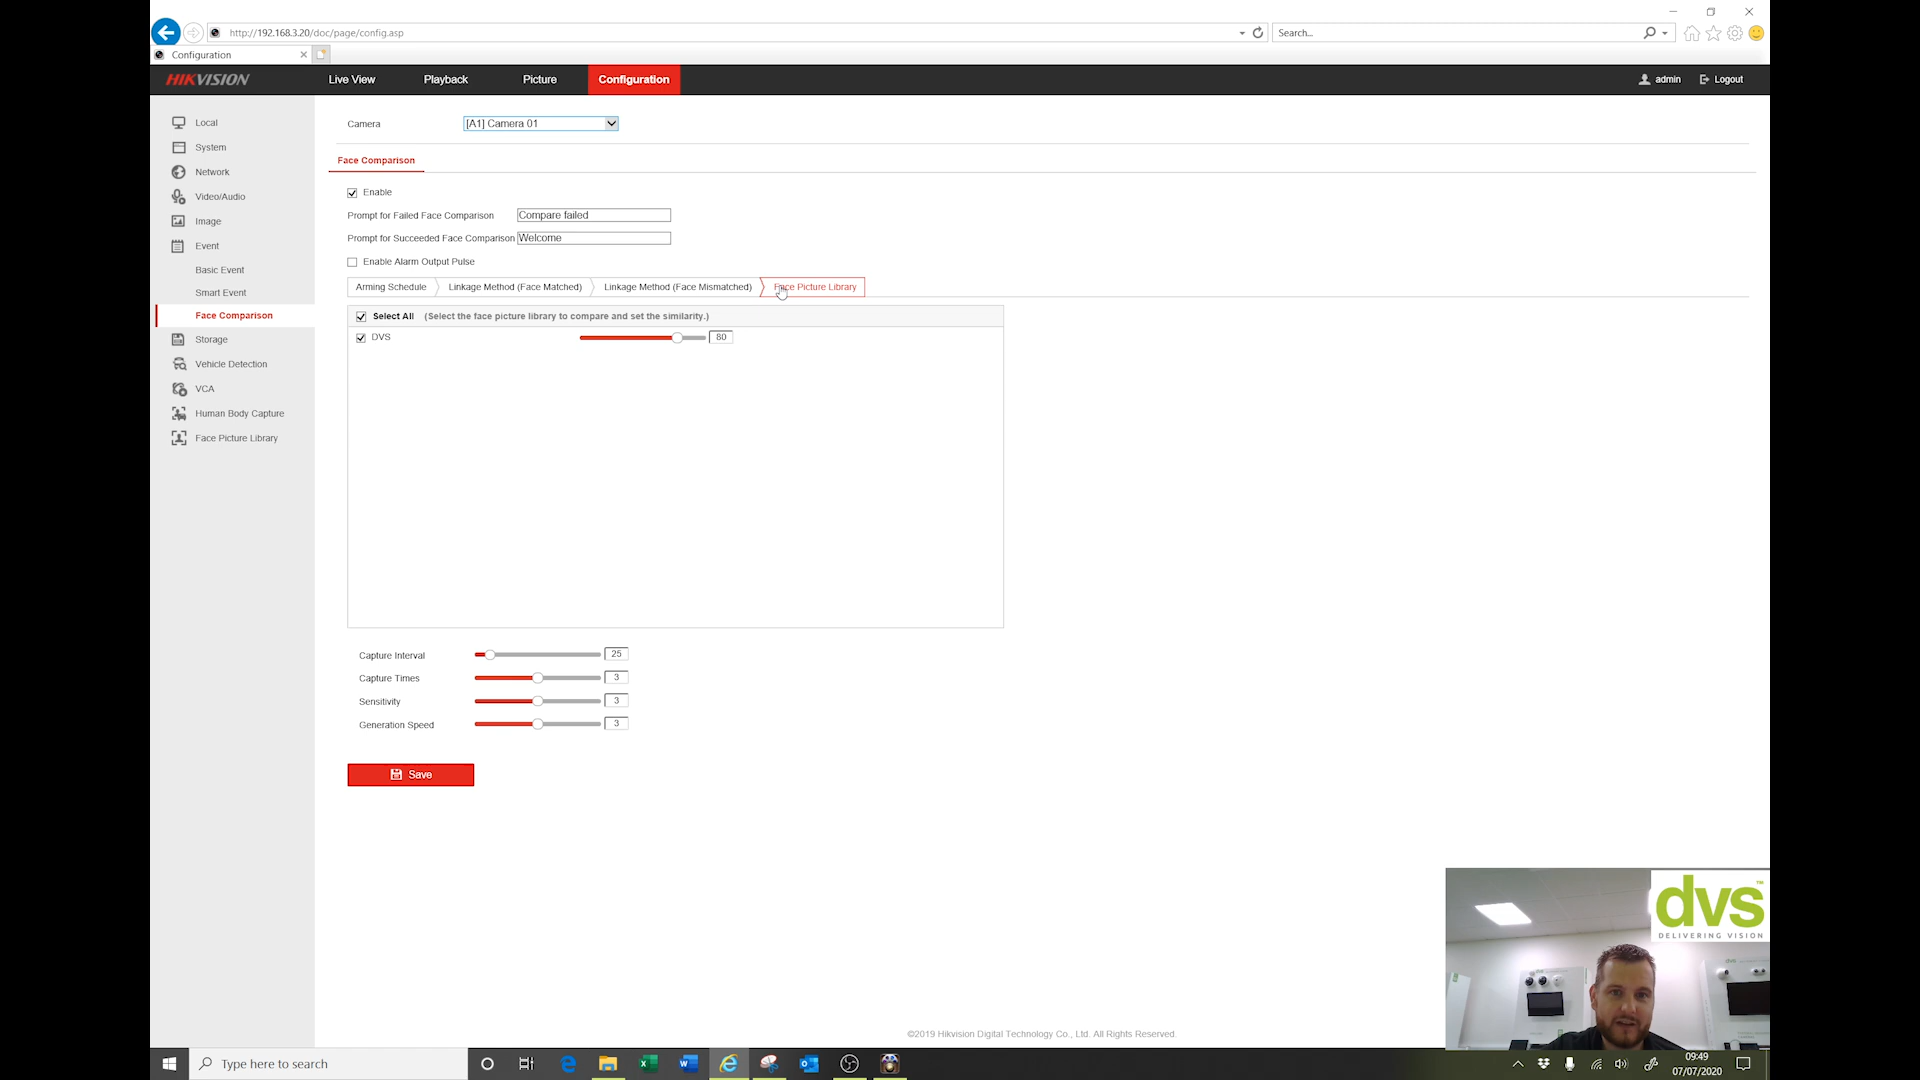 http://192.168.3.20/doc/page/config.asp
Search...
Configuration
HIKVISION
Live View
Playback
Picture
Configuration
admin
Logout
Local
System
Network
Video/Audio
Image
Event
Basic Event
Smart Event
Face Comparison
Storage
Vehicle Detection
VCA
Human Body Capture
Face Picture Library
Camera [A1] Camera 01
Face Comparison
Enable
Prompt for Failed Face Comparison Compare failed
Prompt for Succeeded Face Comparison Welcome
Enable Alarm Output Pulse
Arming Schedule
Linkage Method (Face Matched)
Linkage Method (Face Mismatched)
Face Picture Library
Select All (Select the face picture library to compare and set the similarity.)
DVS 80
Capture Interval 25
Capture Times 3
Sensitivity 3
Generation Speed 3
Save
©2019 Hikvision Digital Technology Co., Ltd. All Rights Reserved.
dvs™
DELIVERING VISION
Type here to search
09:49
07/07/2020